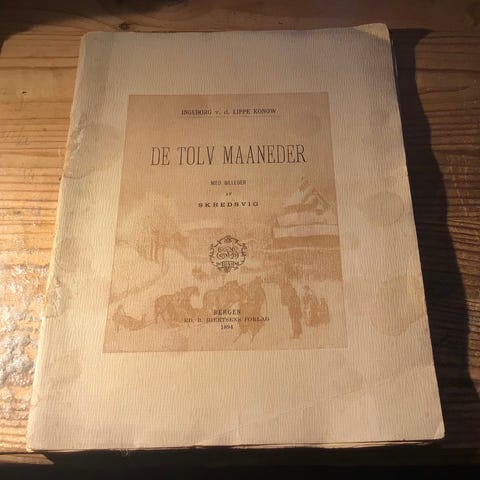 INGEBORG v. d. LIPPE KONOW
DE TOLV MAANEDER
MED BILLEDER
AF
SKREDSVIG
BERGEN
ED. B. GIERTSENS FORLAG
1894